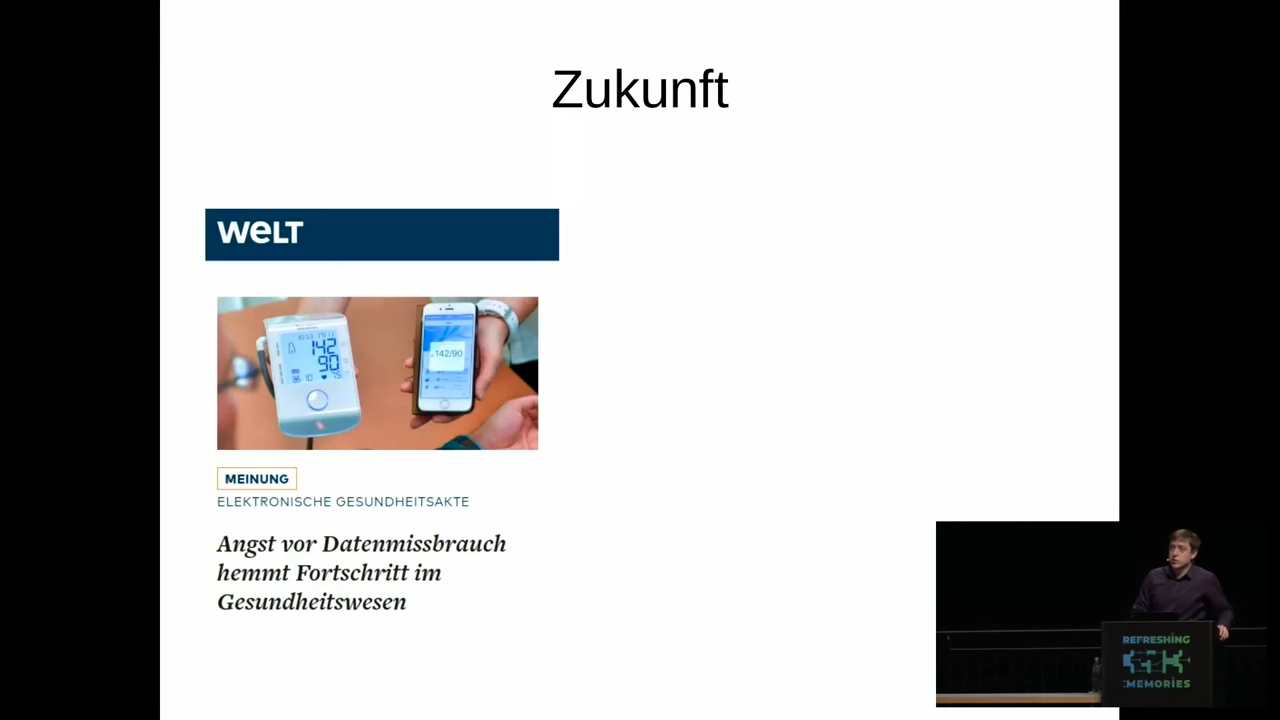 Zukunft
WELT
142
90
142/90
MEINUNG
ELEKTRONISCHE GESUNDHEITSAKTE
Angst vor Datenmissbrauch
hemmt Fortschritt im
Gesundheitswesen
REFRESHING
MEMORIES